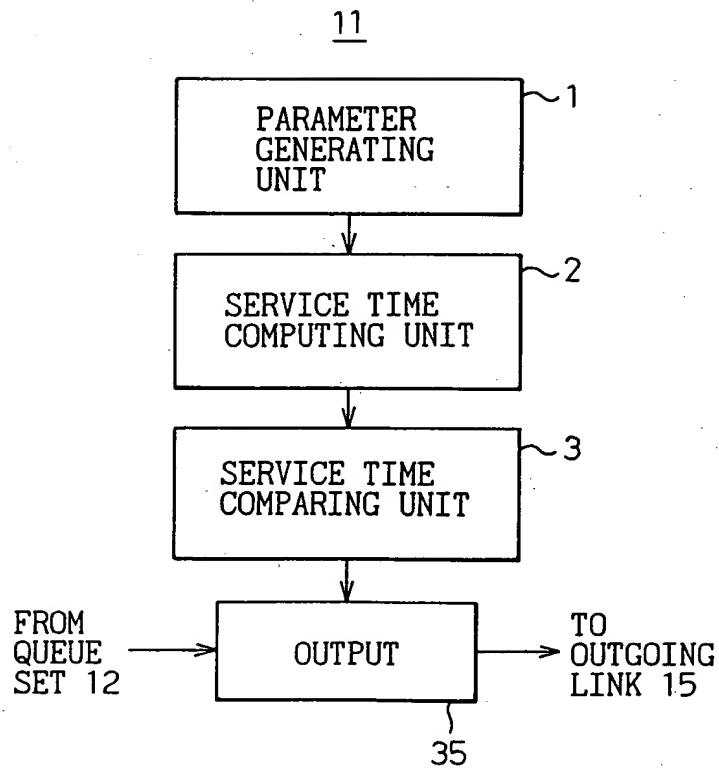 11
1
PARAMETER
GENERATING
UNIT
2
SERVICE TIME
COMPUTING UNIT
3
SERVICE TIME
COMPARING UNIT
FROM
QUEUE
SET 12
OUTPUT
TO
OUTGOING
LINK 15
35